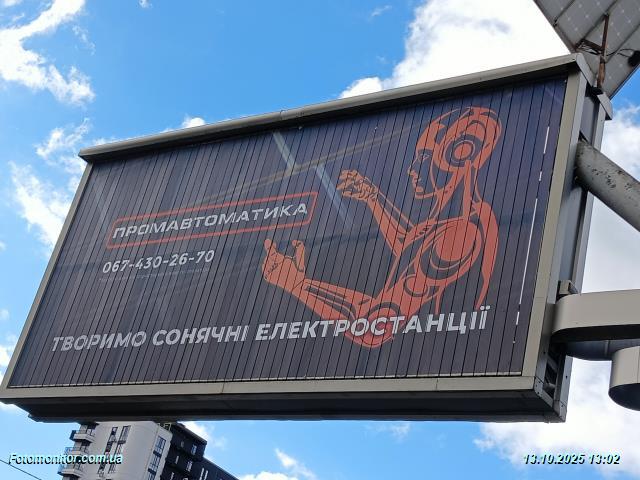 ПРОМАВТОМАТИКА
067-430-26-70
ТВОРИМО СОНЯЧНІ ЕЛЕКТРОСТАНЦІЇ
Fotomonitor.com.ua
13.10.2025 13:02